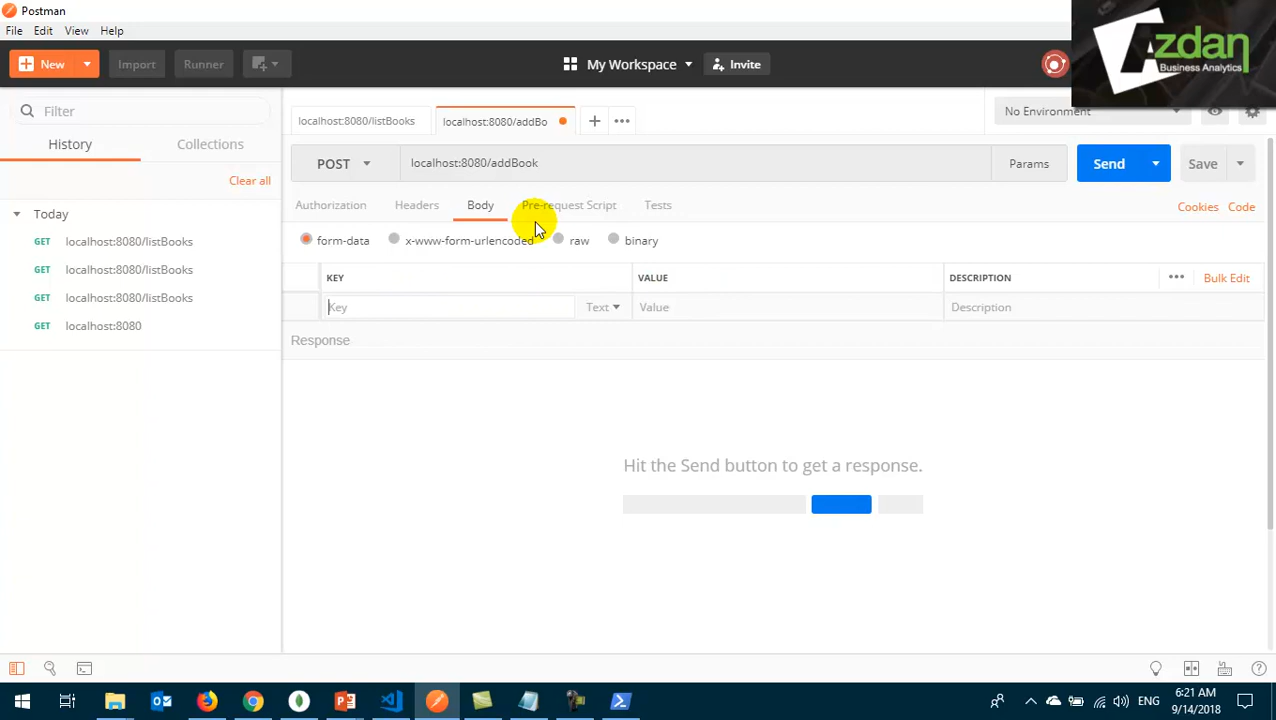 Postman
File Edit View Help
New Import Runner My Workspace Invite
Azdan
Business Analytics
Filter
localhost:8080/listBooks localhost:8080/addBo No Environment
History Collections
POST localhost:8080/addBook Params Send Save
Clear all
Authorization Headers Body Pre-request Script Tests Cookies Code
Today
GET localhost:8080/listBooks
form-data x-www-form-urlencoded raw binary
GET localhost:8080/listBooks
KEY VALUE DESCRIPTION Bulk Edit
GET localhost:8080/listBooks
Key Text Value Description
GET localhost:8080
Response
Hit the Send button to get a response.
ENG 6:21 AM
9/14/2018